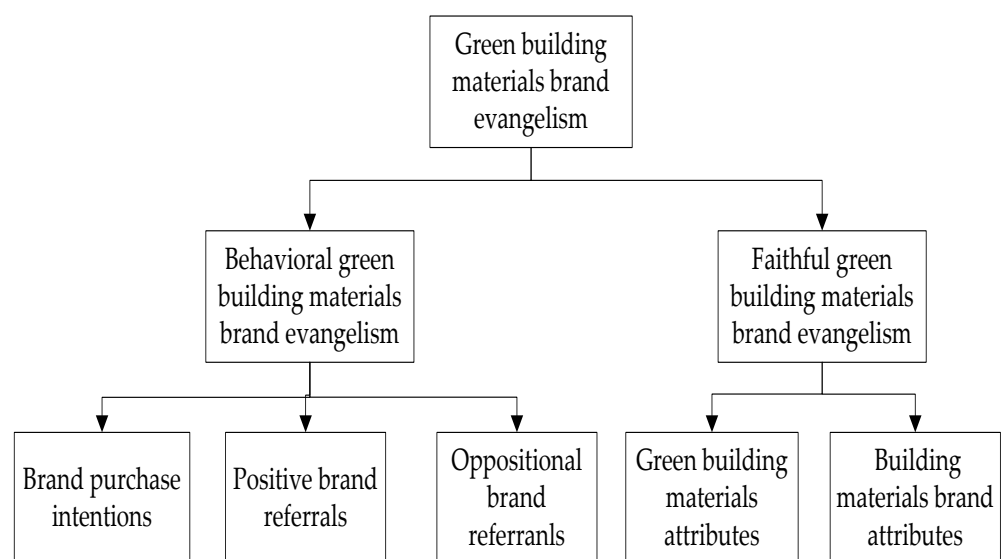 Green building
materials brand
evangelism
Behavioral green
building materials
brand evangelism
Faithful green
building materials
brand evangelism
Brand purchase
intentions
Positive brand
referrals
Oppositional
brand
referranls
Green building
materials
attributes
Building
materials brand
attributes